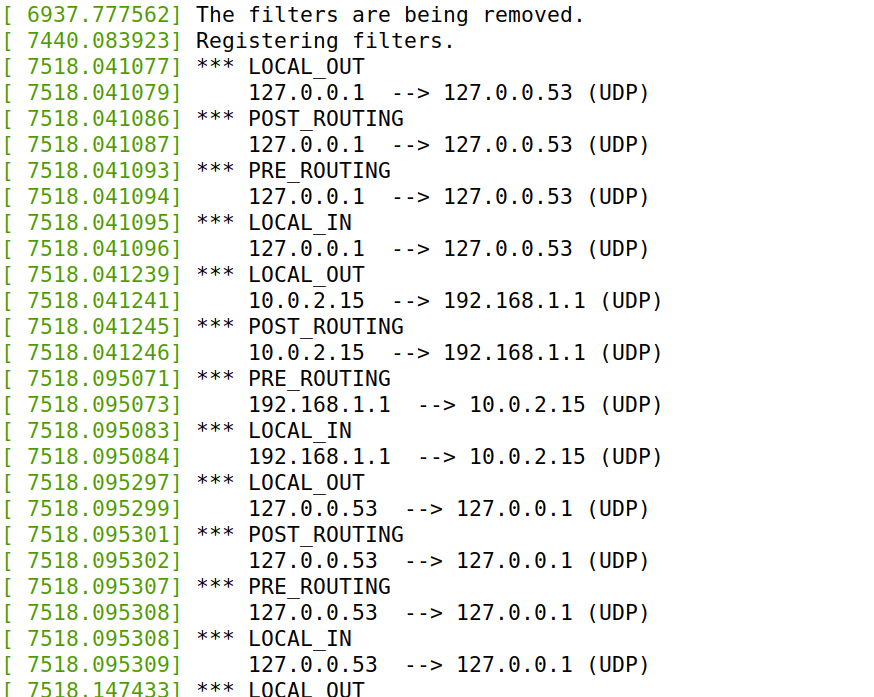 [ 6937.777562] The filters are being removed.
[ 7440.083923] Registering filters.
[ 7518.041077] *** LOCAL_OUT
[ 7518.041079]     127.0.0.1  --> 127.0.0.53 (UDP)
[ 7518.041086] *** POST_ROUTING
[ 7518.041087]     127.0.0.1  --> 127.0.0.53 (UDP)
[ 7518.041093] *** PRE_ROUTING
[ 7518.041094]     127.0.0.1  --> 127.0.0.53 (UDP)
[ 7518.041095] *** LOCAL_IN
[ 7518.041096]     127.0.0.1  --> 127.0.0.53 (UDP)
[ 7518.041239] *** LOCAL_OUT
[ 7518.041241]     10.0.2.15  --> 192.168.1.1 (UDP)
[ 7518.041245] *** POST_ROUTING
[ 7518.041246]     10.0.2.15  --> 192.168.1.1 (UDP)
[ 7518.095071] *** PRE_ROUTING
[ 7518.095073]     192.168.1.1  --> 10.0.2.15 (UDP)
[ 7518.095083] *** LOCAL_IN
[ 7518.095084]     192.168.1.1  --> 10.0.2.15 (UDP)
[ 7518.095297] *** LOCAL_OUT
[ 7518.095299]     127.0.0.53  --> 127.0.0.1 (UDP)
[ 7518.095301] *** POST_ROUTING
[ 7518.095302]     127.0.0.53  --> 127.0.0.1 (UDP)
[ 7518.095307] *** PRE_ROUTING
[ 7518.095308]     127.0.0.53  --> 127.0.0.1 (UDP)
[ 7518.095308] *** LOCAL_IN
[ 7518.095309]     127.0.0.53  --> 127.0.0.1 (UDP)
[ 7518.147433] *** LOCAL_OUT